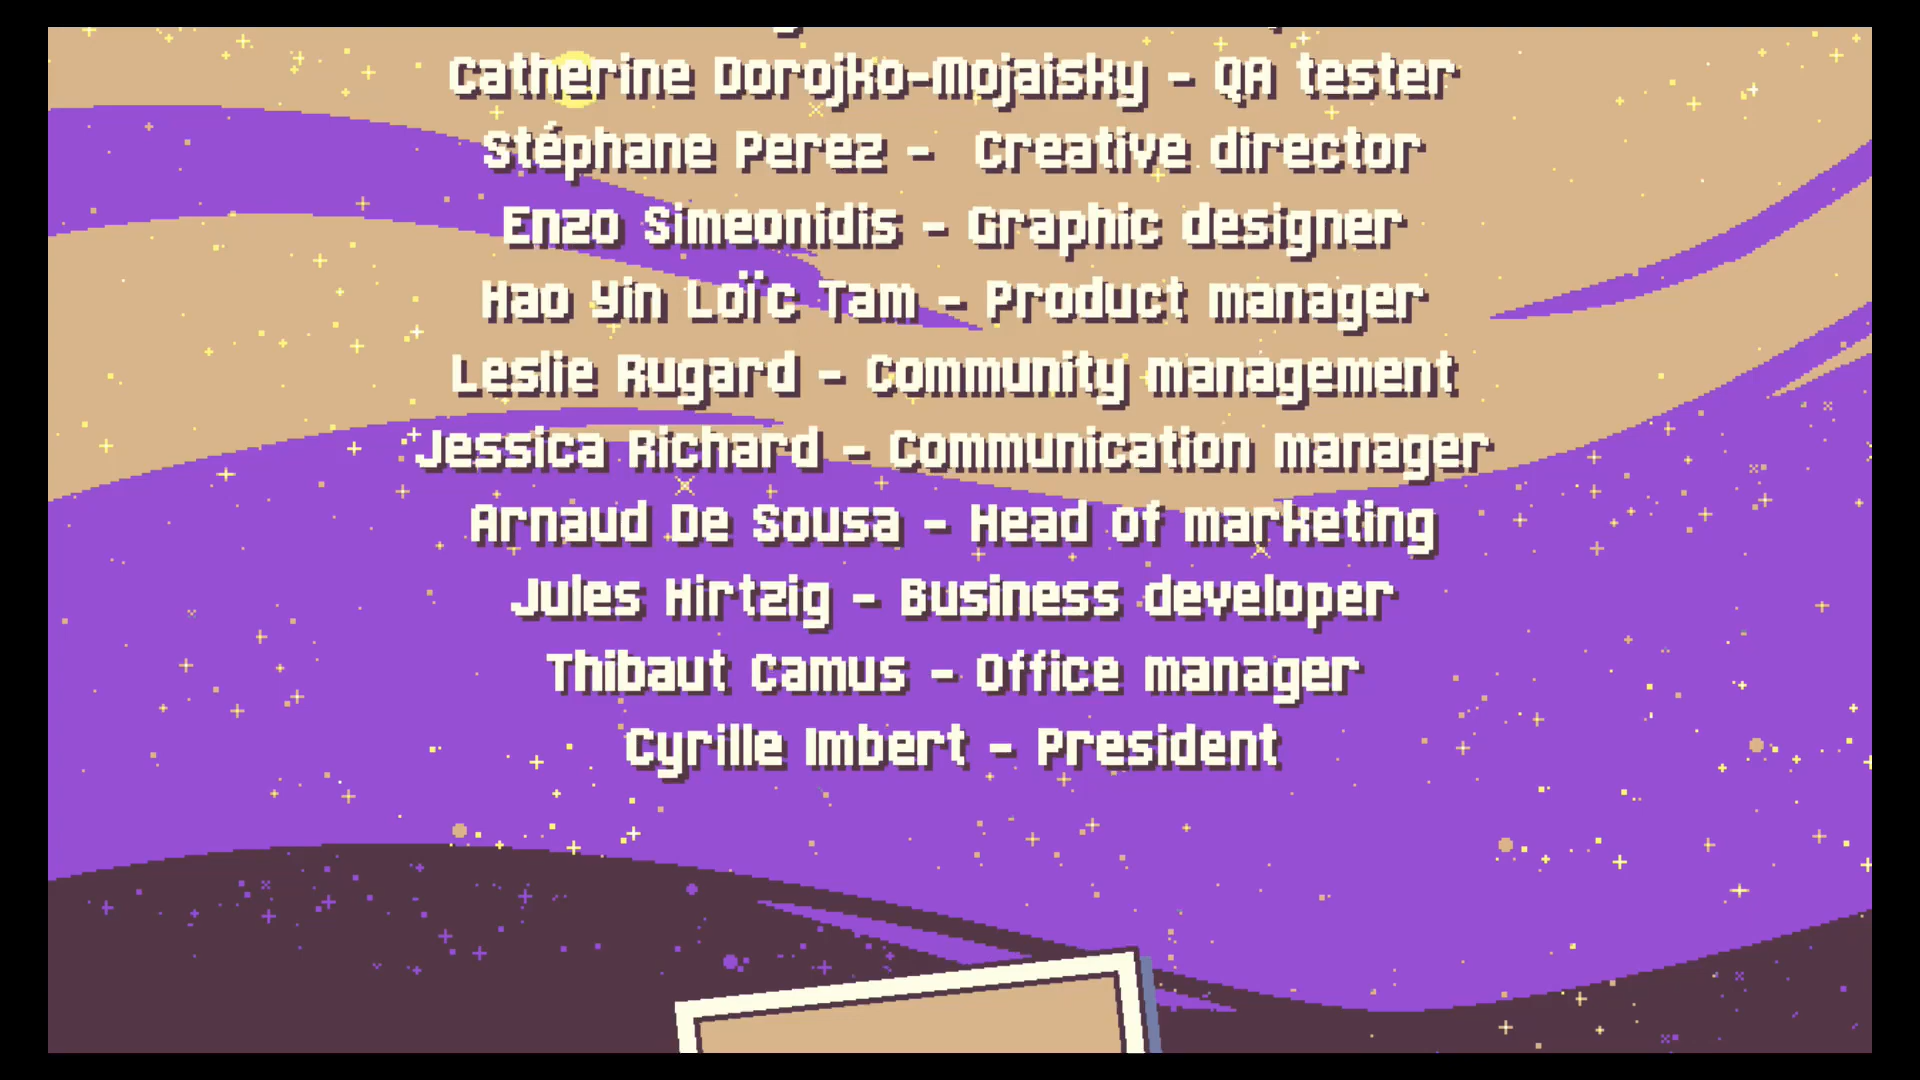 Catherine Dorojko-Mojaisky - QA tester
Stéphane Perez - Creative director
Enzo Simeonidis - Graphic designer
Hao Yin Loïc Tam - Product manager
Leslie Rugard - Community management
Jessica Richard - Communication manager
Arnaud De Sousa - Head of marketing
Jules Hirtzig - Business developer
Thibaut Camus - Office manager
Cyrille Imbert - President